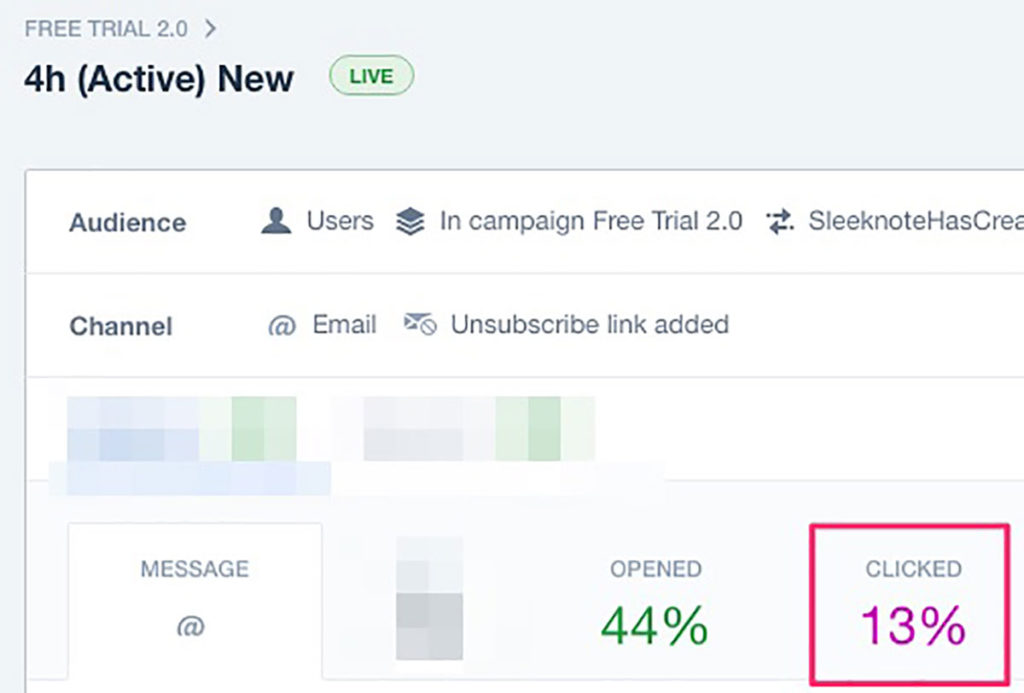 FREE TRIAL 2.0 >
4h (Active) New LIVE
Audience Users In campaign Free Trial 2.0 SleeknoteHasCrea
Channel @ Email Unsubscribe link added
MESSAGE OPENED CLICKED
@ 44% 13%